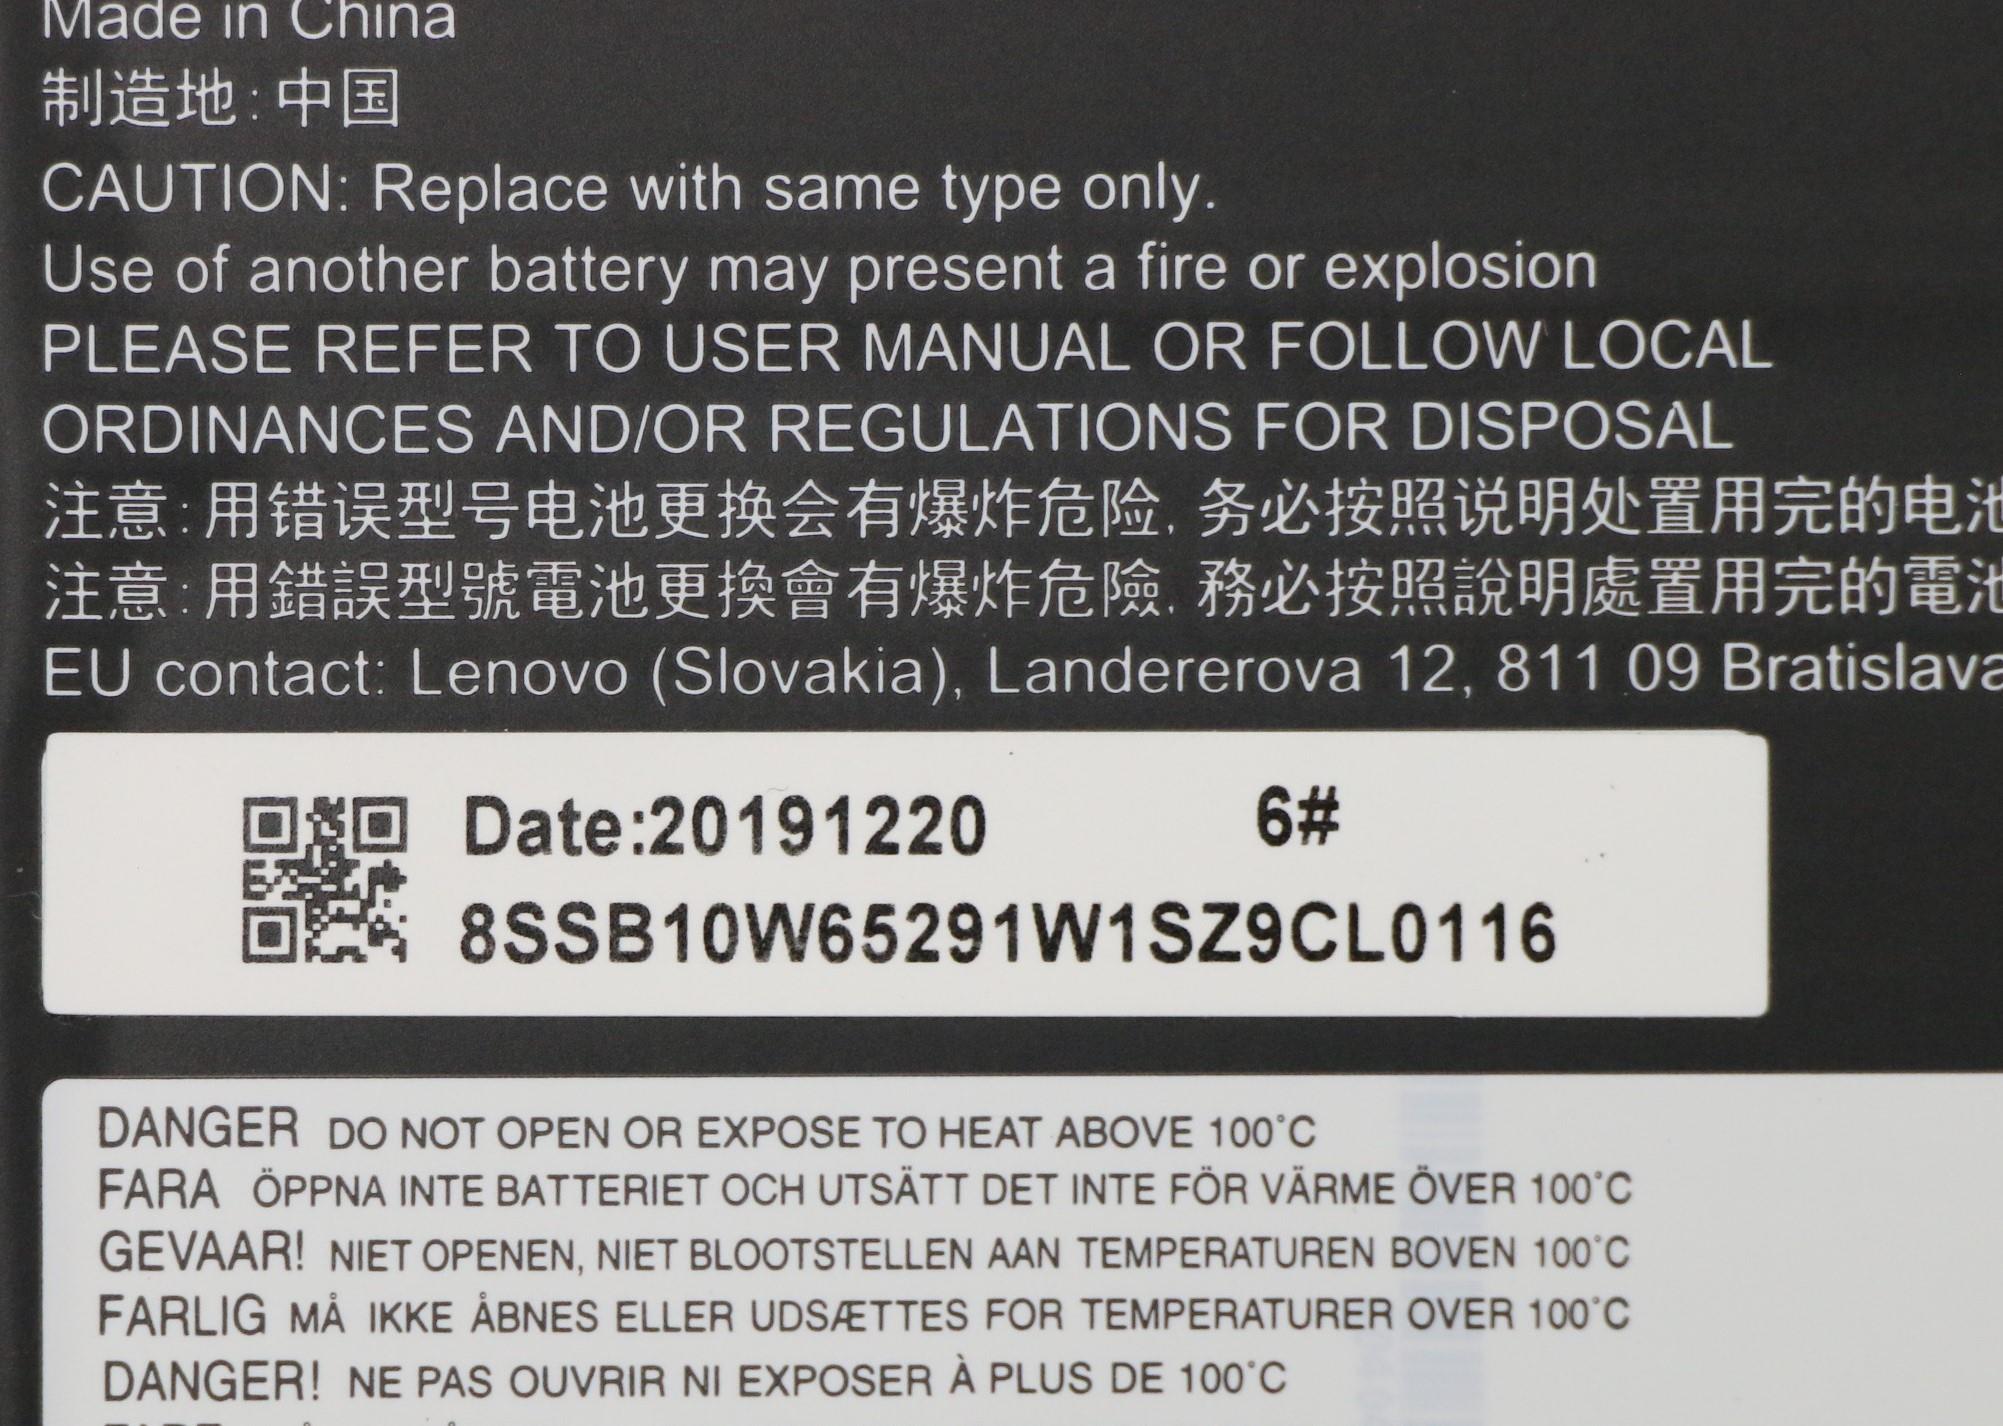 Made in China
制造地:中国
CAUTION: Replace with same type only.
Use of another battery may present a fire or explosion
PLEASE REFER TO USER MANUAL OR FOLLOW LOCAL
ORDINANCES AND/OR REGULATIONS FOR DISPOSAL
注意:用错误型号电池更换会有爆炸危险,务必按照说明处置用完的电池
注意:用錯誤型號電池更換會有爆炸危險,務必按照說明處置用完的電池
EU contact: Lenovo (Slovakia), Landererova 12, 811 09 Bratislava
Date:20191220 6#
8SSB10W65291W1SZ9CL0116
DANGER DO NOT OPEN OR EXPOSE TO HEAT ABOVE 100°C
FARA ÖPPNA INTE BATTERIET OCH UTSÄTT DET INTE FÖR VÄRME ÖVER 100°C
GEVAAR! NIET OPENEN, NIET BLOOTSTELLEN AAN TEMPERATUREN BOVEN 100°C
FARLIG MÅ IKKE ÅBNES ELLER UDSÆTTES FOR TEMPERATURER OVER 100°C
DANGER! NE PAS OUVRIR NI EXPOSER À PLUS DE 100°C